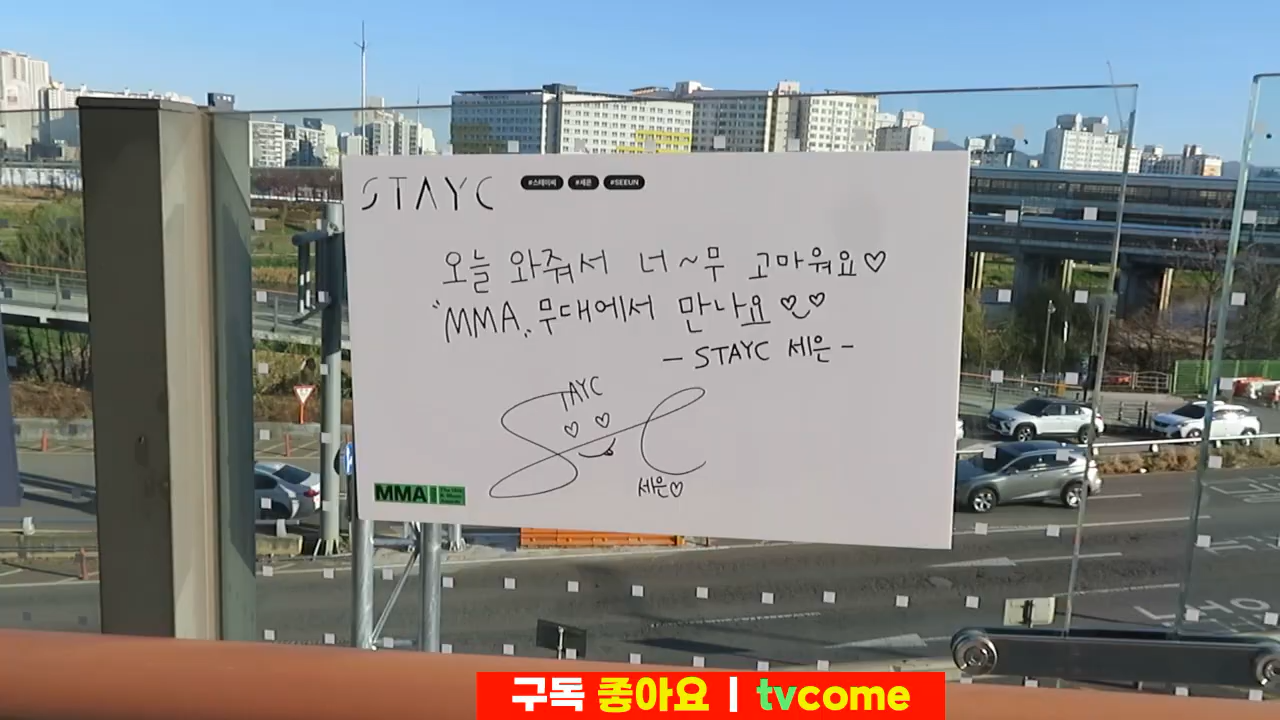 STAYC #스테이씨 #세은 #SEEUN
오늘 와줘서 너~무 고마워요♡
"MMA" 무대에서 만나요♡♡
- STAYC 세은 -
STAYC
세은♡
MMA
구독 좋아요 | tvcome